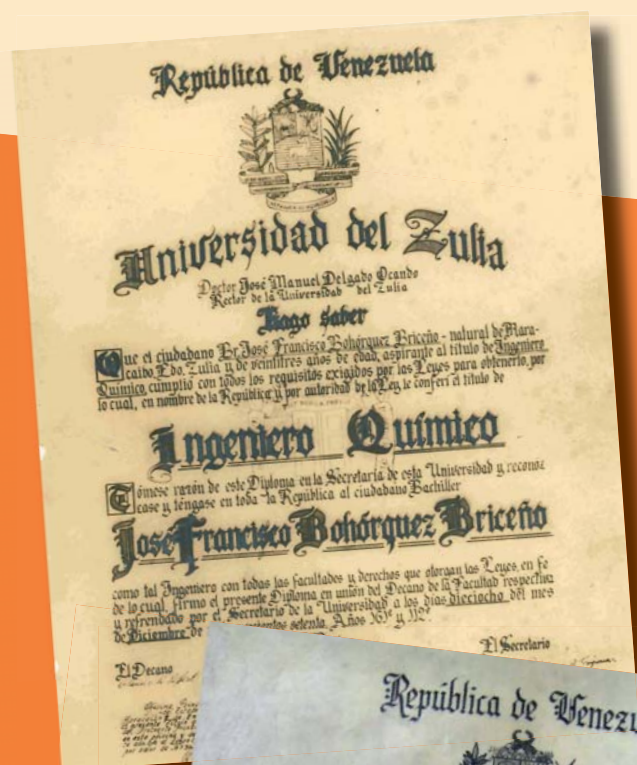 República de Venezuela
Universidad del Zulia
Doctor José Manuel Delgado Ocando
Rector de la Universidad del Zulia
Hago saber
Que el ciudadano Br. José Francisco Bohórquez Briceño - natural de Mara-
caibo, Edo. Zulia y de veintitres años de edad, aspirante al título de Ingeniero
Químico cumplió con todos los requisitos exigidos por las Leyes para obtenerlo, por
lo cual, en nombre de la República y por autoridad de la Ley le conferí el título de
Ingeniero Químico
Tómese razón de este Diploma en la Secretaría de esta Universidad y reconoz
case y téngase en toda la República al ciudadano Bachiller
José Francisco Bohórquez Briceño
como tal Ingeniero con todas las facultades y derechos que otorgan las Leyes, en fe
de lo cual, firmo el presente Diploma en unión del Decano de la Facultad respectiva
y refrendado por el Secretario de la Universidad a los días dieciocho del mes
de Diciembre de setenta. Años 161º y 112º
El Secretario
El Decano
República de Venezu